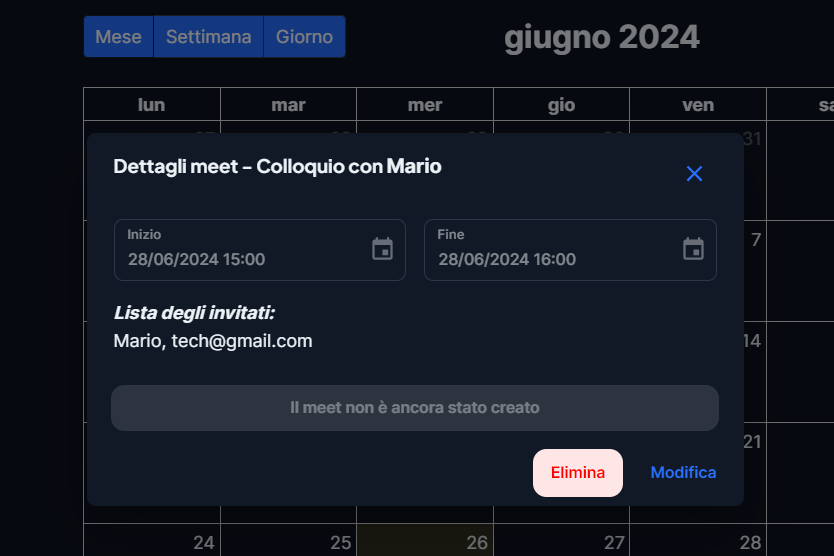 Mese Settimana Giorno
giugno 2024
lun mar mer gio ven
31
Dettagli meet – Colloquio con Mario
Inizio
28/06/2024 15:00
Fine
28/06/2024 16:00
7
Lista degli invitati:
Mario, tech@gmail.com
14
Il meet non è ancora stato creato
21
Elimina Modifica
24 25 26 27 28